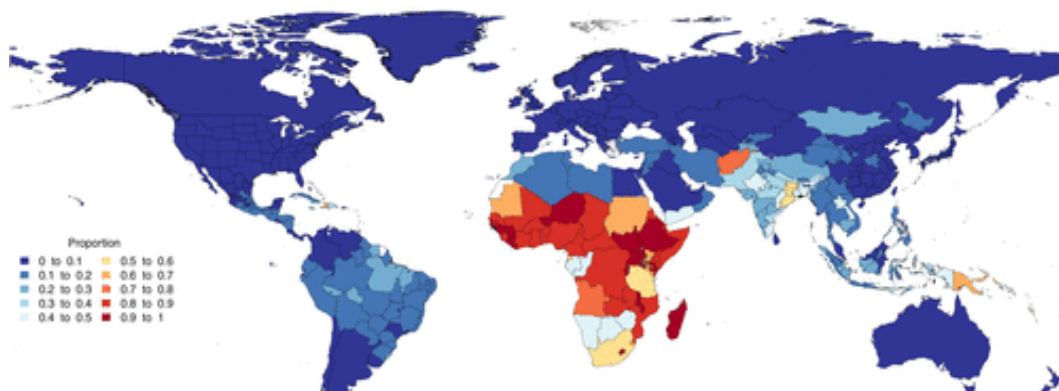 Proportion
0 to 0.1 0.5 to 0.6
0.1 to 0.2 0.6 to 0.7
0.2 to 0.3 0.7 to 0.8
0.3 to 0.4 0.8 to 0.9
0.4 to 0.5 0.9 to 1